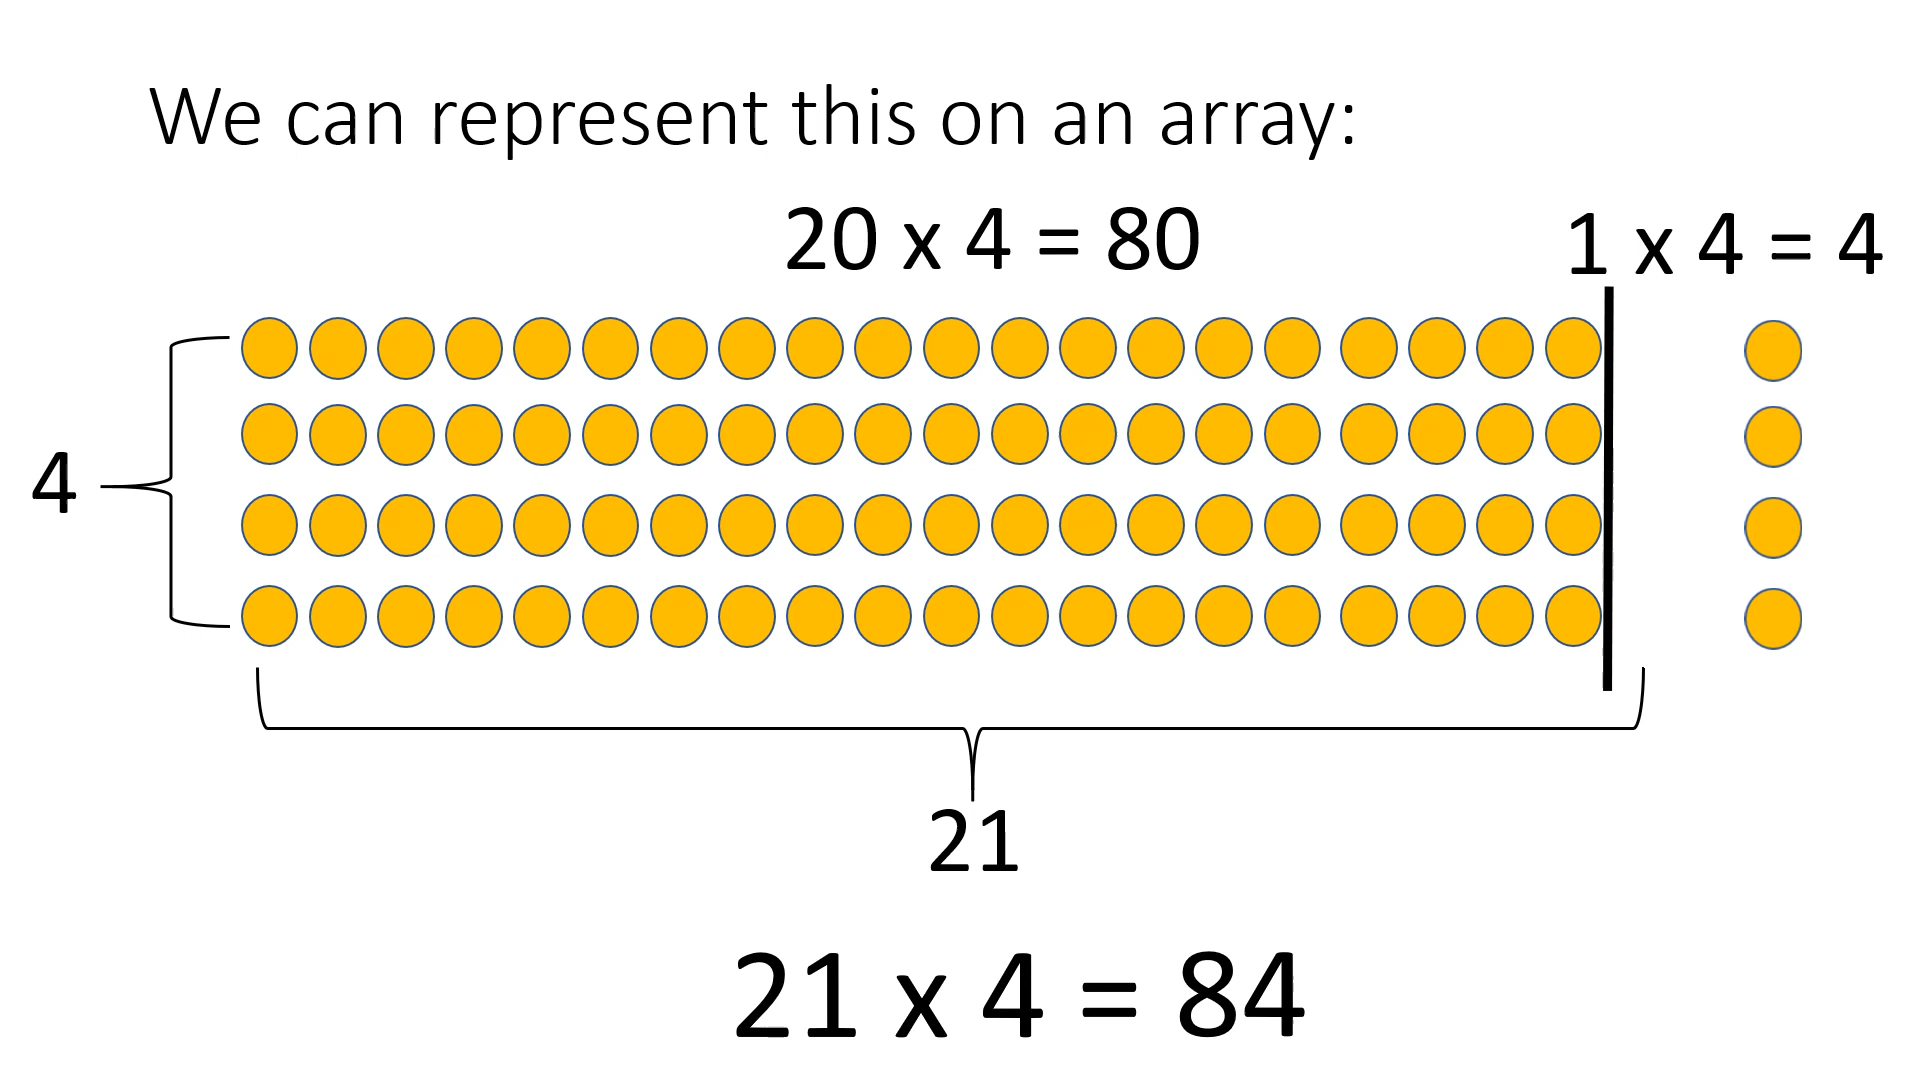 We can represent this on an array:
20 x 4 = 80
1 x 4 = 4
4
21
21 x 4 = 84